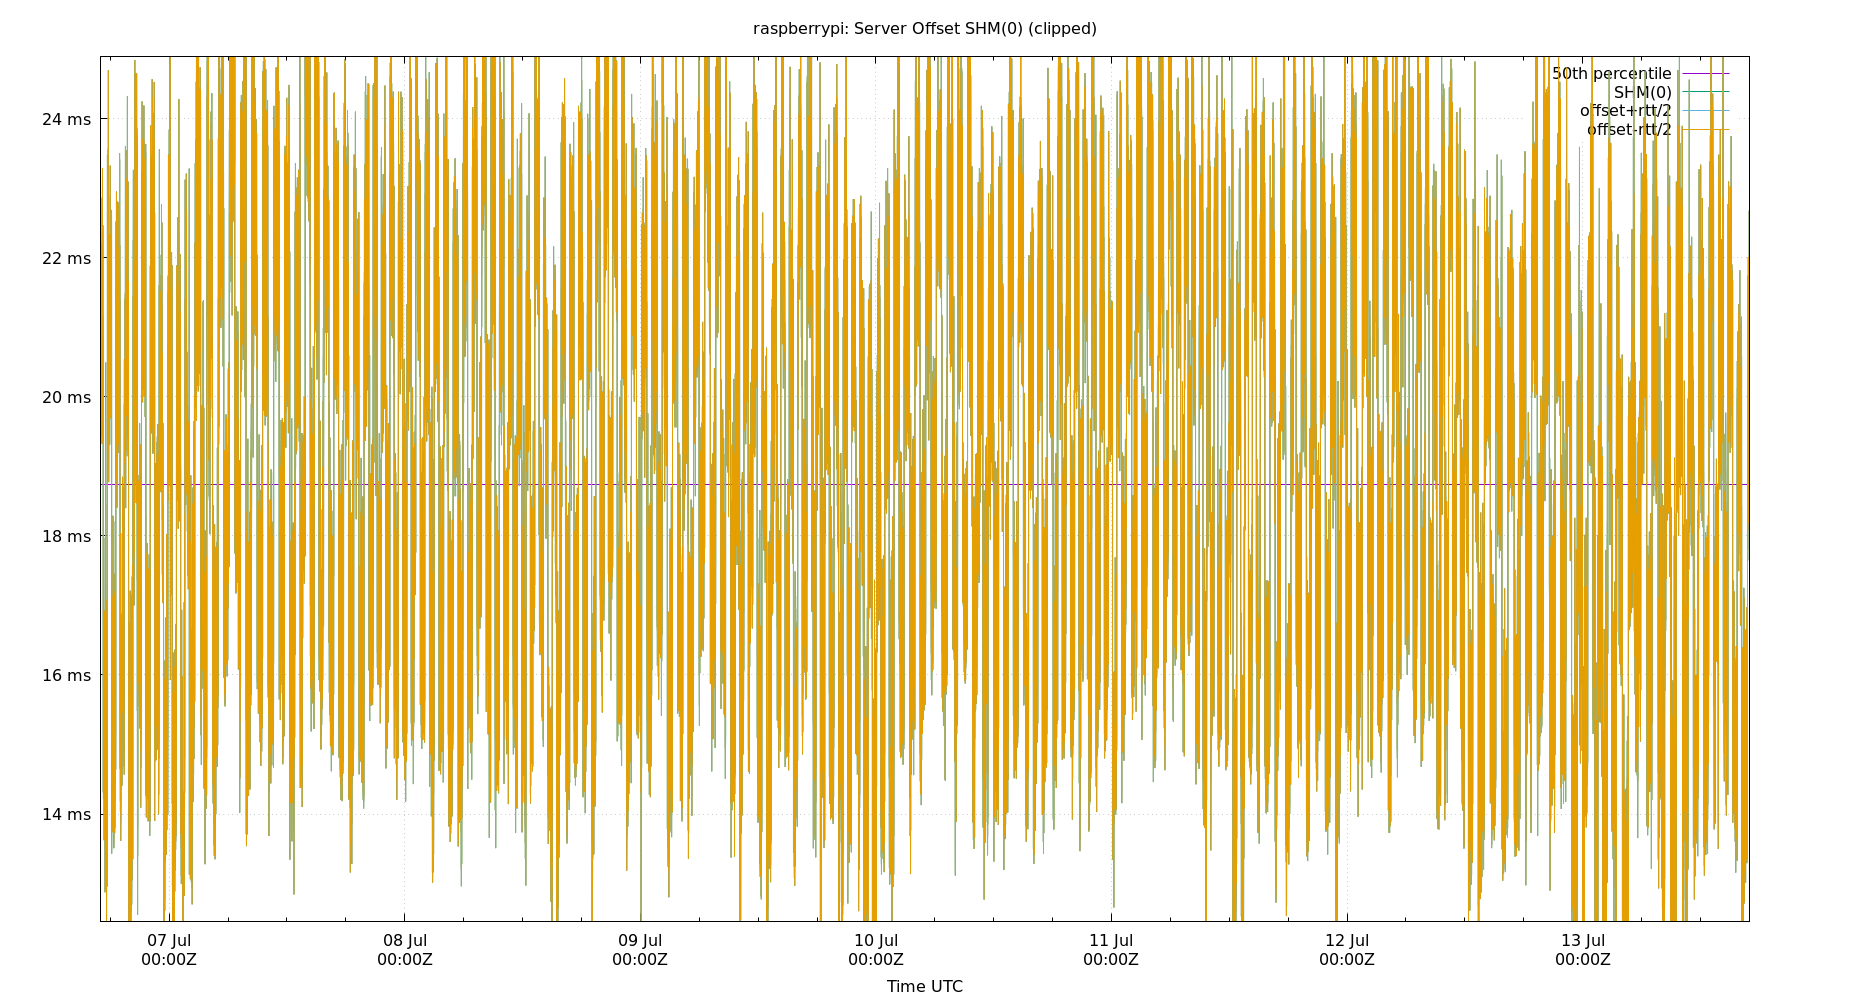 raspberrypi: Server Offset SHM(0) (clipped)
50th percentile
SHM(0)
offset+rtt/2
offset-rtt/2
24 ms
22 ms
20 ms
18 ms
16 ms
14 ms
07 Jul 08 Jul 09 Jul 10 Jul 11 Jul 12 Jul 13 Jul
00:00Z 00:00Z 00:00Z 00:00Z 00:00Z 00:00Z 00:00Z
Time UTC